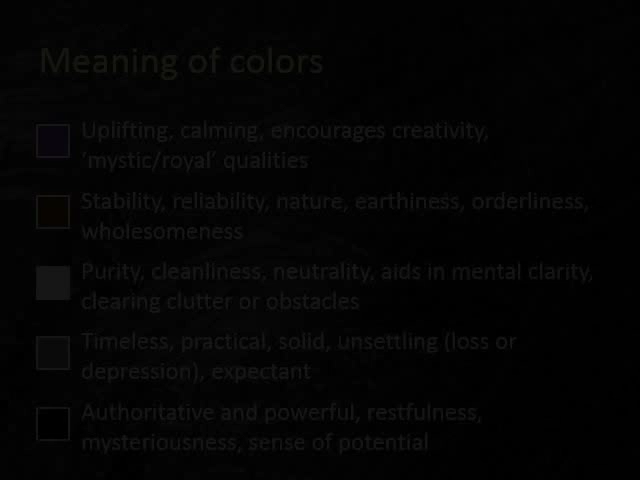 Meaning of colors
Uplifting, calming, encourages creativity,
‘mystic/royal’ qualities
Stability, reliability, nature, earthiness, orderliness,
wholesomeness
Purity, cleanliness, neutrality, aids in mental clarity,
clearing clutter or obstacles
Timeless, practical, solid, unsettling (loss or
depression), expectant
Authoritative and powerful, restfulness,
mysteriousness, sense of potential